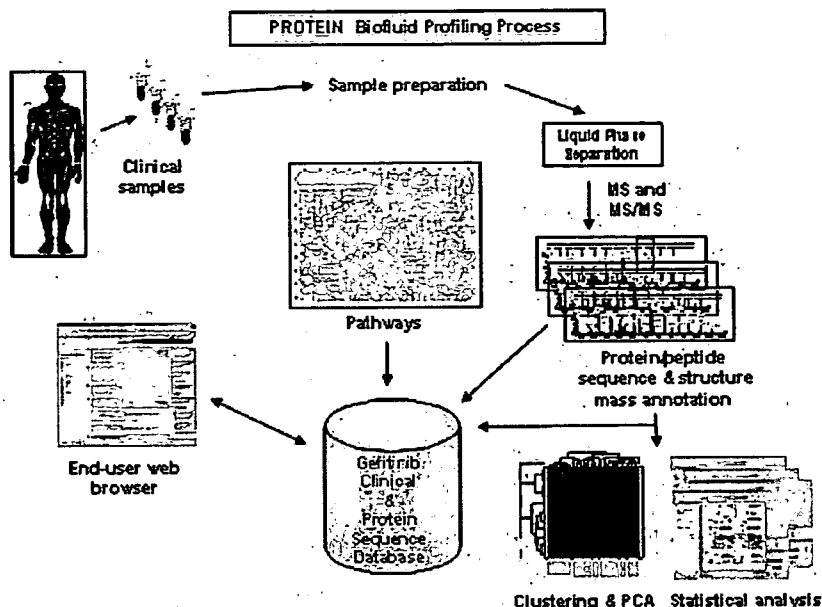 PROTEIN Biofluid Profiling Process
Sample preparation
Clinical
samples
Liquid Phase
Separation
MS and
MS/MS
Pathways
Protein/peptide
sequence & structure
mass annotation
End-user web
browser
Gefitinib
Clinical
&
Protein
Sequence
Database
Clustering & PCA
Statistical analysis